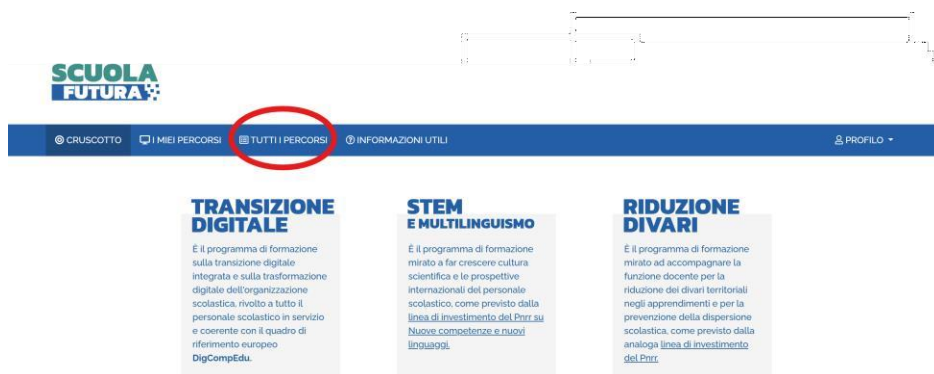 SCUOLA
FUTURA
CRUSCOTTO I MIEI PERCORSI TUTTI I PERCORSI INFORMAZIONI UTILI PROFILO
TRANSIZIONE
DIGITALE
È il programma di formazione
sulla transizione digitale
integrata e sulla trasformazione
digitale dell'organizzazione
scolastica, rivolto a tutto il
personale scolastico in servizio
e coerente con il quadro di
riferimento europeo
DigCompEdu.
STEM
E MULTILINGUISMO
È il programma di formazione
mirato a far crescere cultura
scientifica e le prospettive
internazionali del personale
scolastico, come previsto dalla
linea di investimento del Pnrr su
Nuove competenze e nuovi
linguaggi.
RIDUZIONE
DIVARI
È il programma di formazione
mirato ad accompagnare la
funzione docente per la
riduzione dei divari territoriali
negli apprendimenti e per la
prevenzione della dispersione
scolastica, come previsto dalla
analoga linea di investimento
del Pnrr.